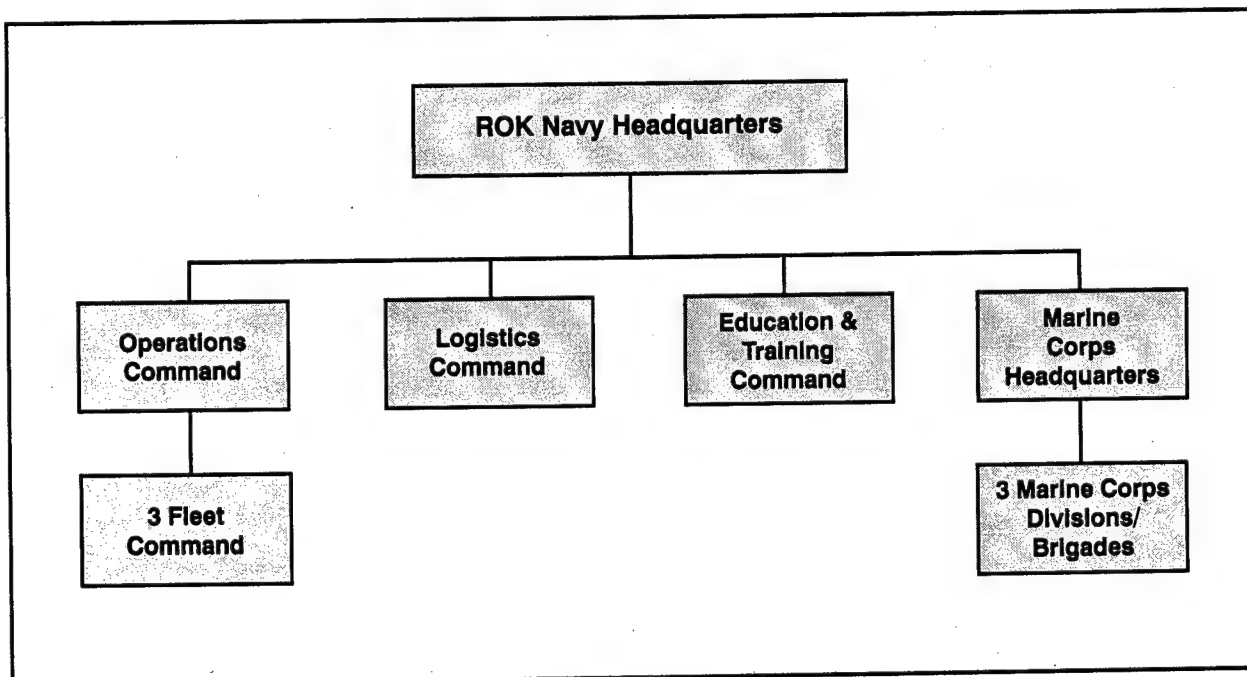 ROK Navy Headquarters
Operations
Command
Logistics
Command
Education &
Training
Command
Marine
Corps
Headquarters
3 Fleet
Command
3 Marine Corps
Divisions/
Brigades